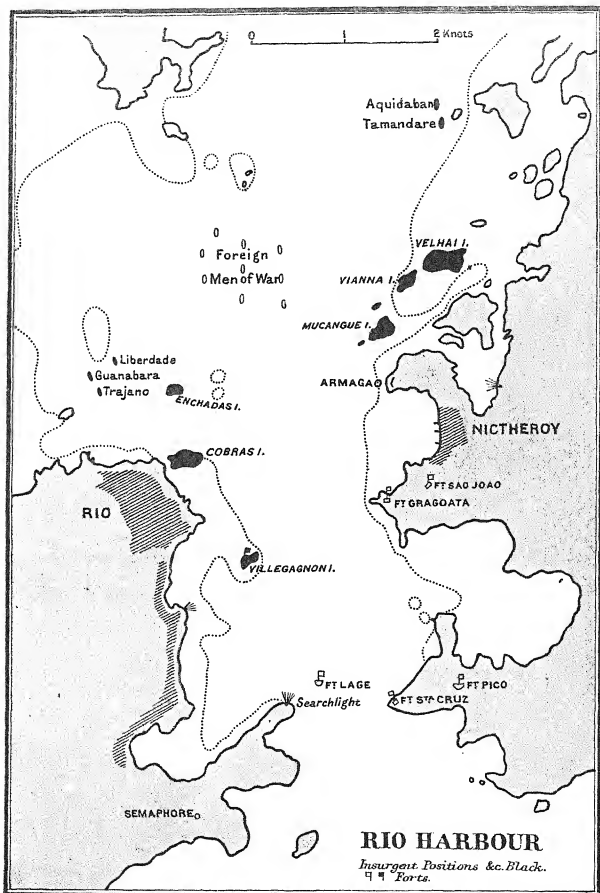 0 1 2 Knots
Aquidaban
Tamandare
VELHAI I.
Foreign
Men of War
VIANNA I.
MUCANGUE I.
Liberdade
Guanabara
Trajano
ENCHADAS I.
ARMAGAO
NICTHEROY
COBRAS I.
FT SAO JOAO
FT GRAGOATA
RIO
VILLEGAGNON I.
FT LAGE
FT PICO
Searchlight
FT STA CRUZ
SEMAPHORE
RIO HARBOUR
Insurgent Positions &c. Black.
Forts.